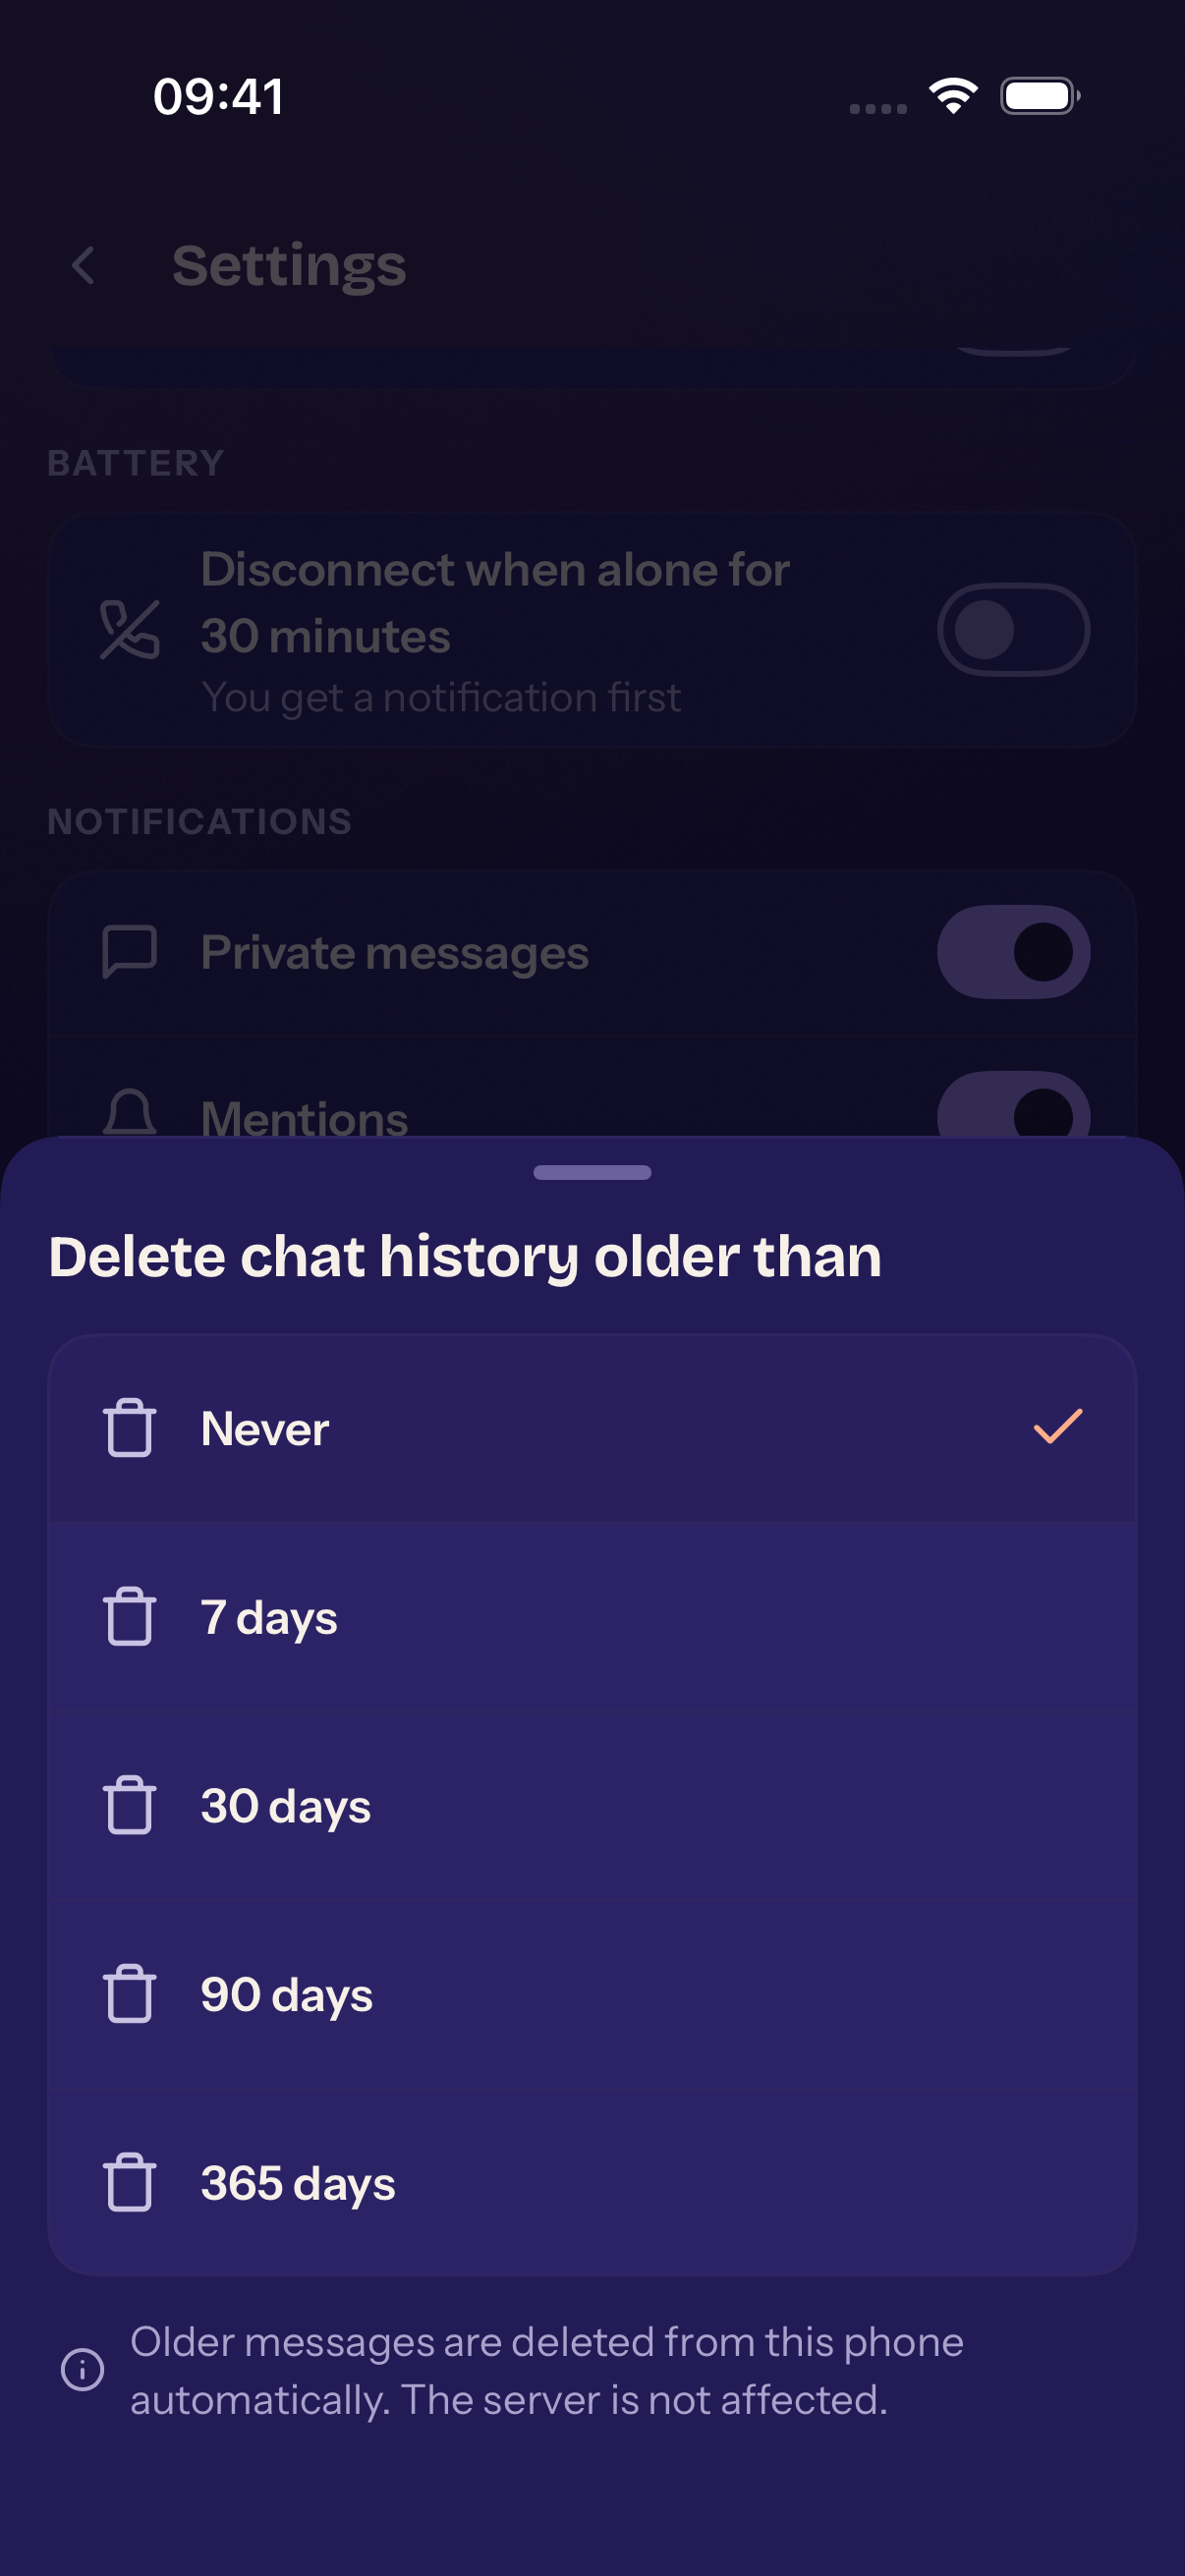 09:41
Settings
BATTERY
Disconnect when alone for
30 minutes
You get a notification first
NOTIFICATIONS
Private messages
Mentions
Delete chat history older than
Never
7 days
30 days
90 days
365 days
Older messages are deleted from this phone
automatically. The server is not affected.